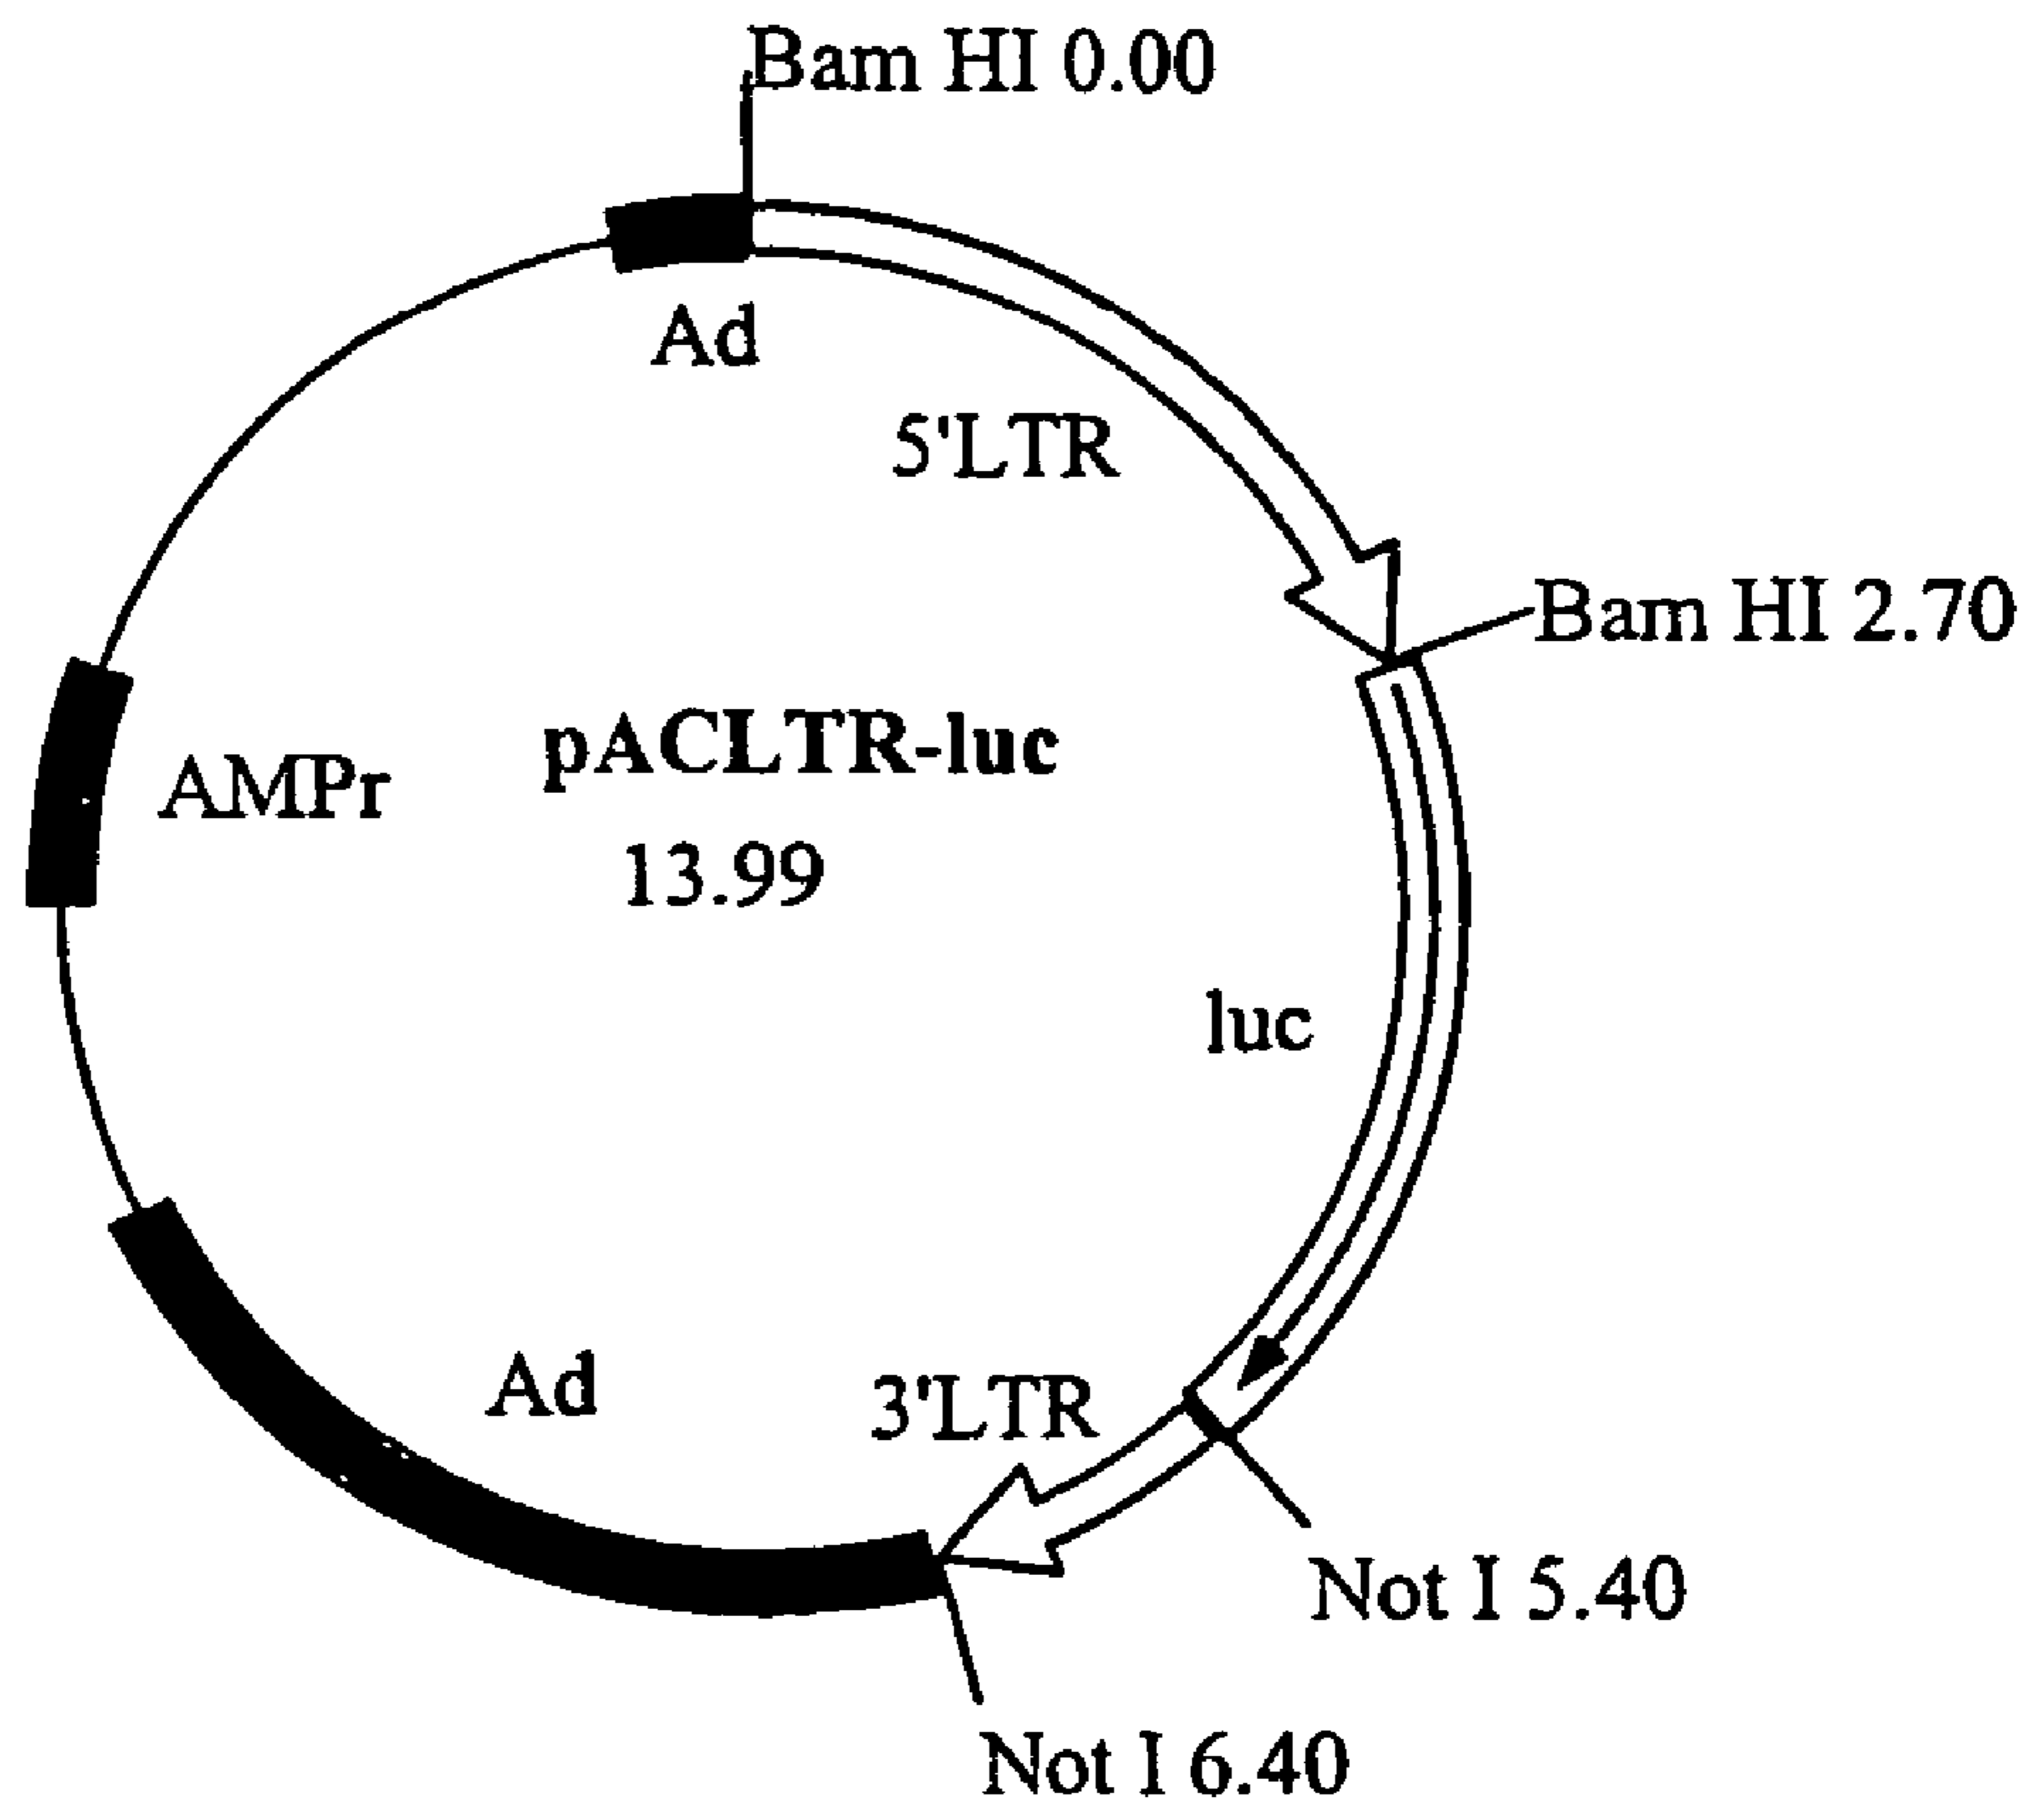 Bam HI 0.00
Ad
5'LTR
Bam HI 2.70
pACLTR-luc
AMPr
13.99
luc
Ad
3'LTR
Not I 5.40
Not I 6.40